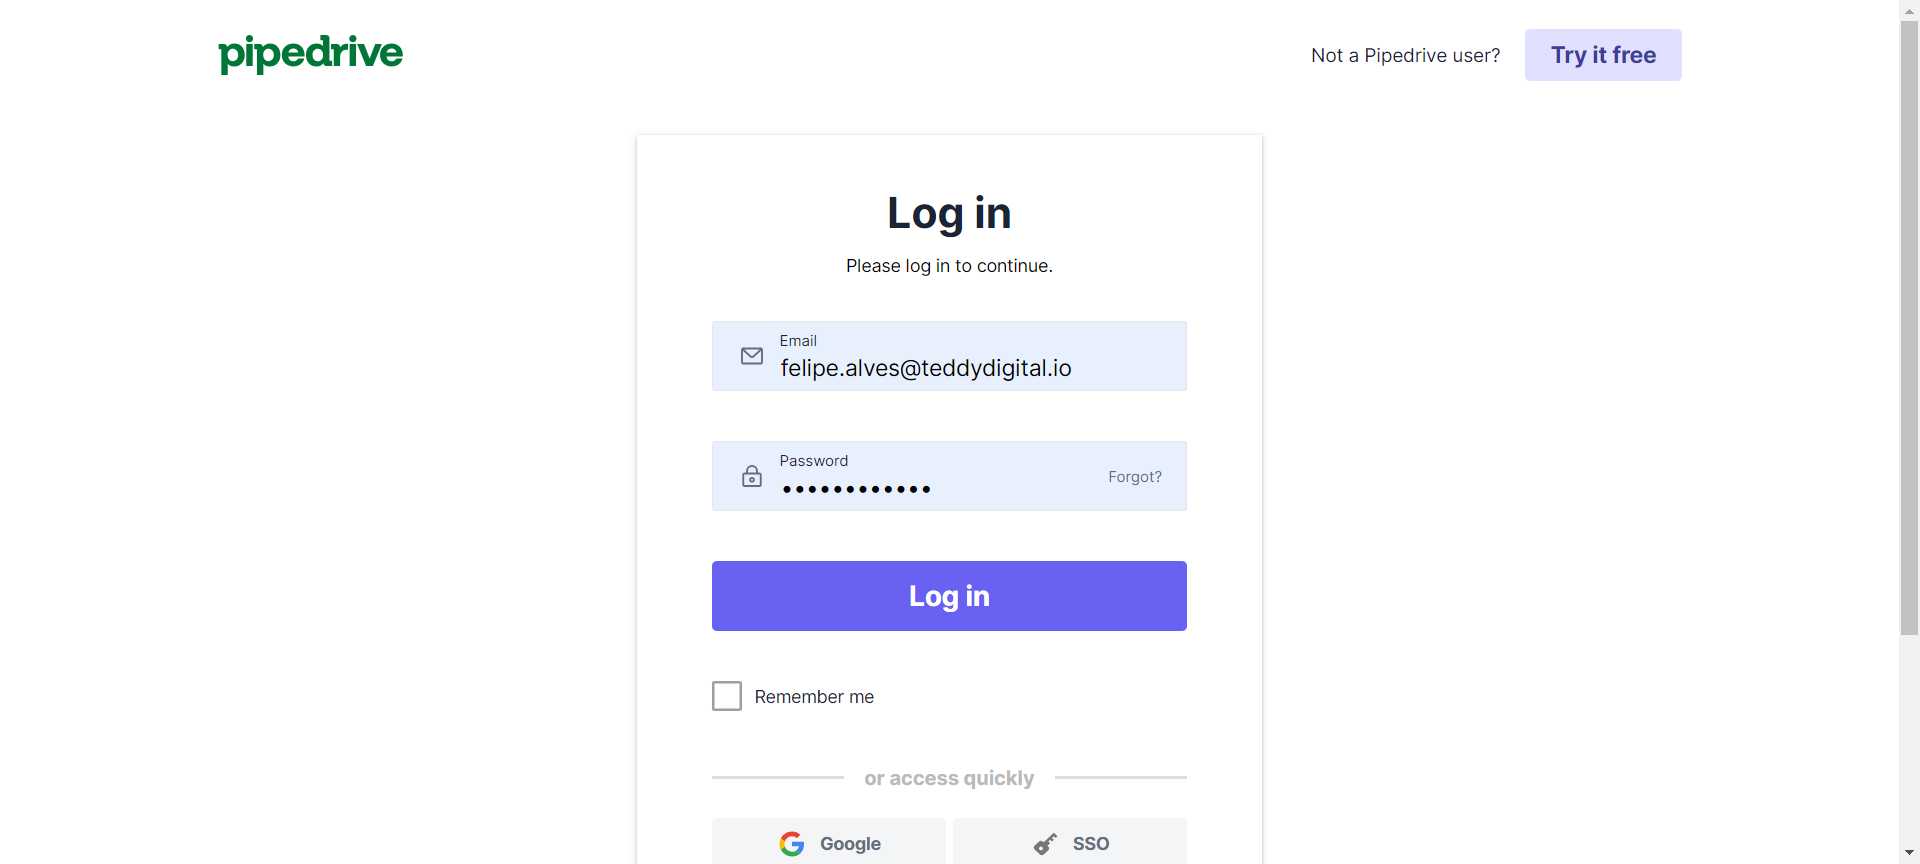 pipedrive
Not a Pipedrive user?
Try it free
Log in
Please log in to continue.
Email
felipe.alves@teddydigital.io
Password
••••••••••••
Forgot?
Log in
Remember me
or access quickly
Google
SSO